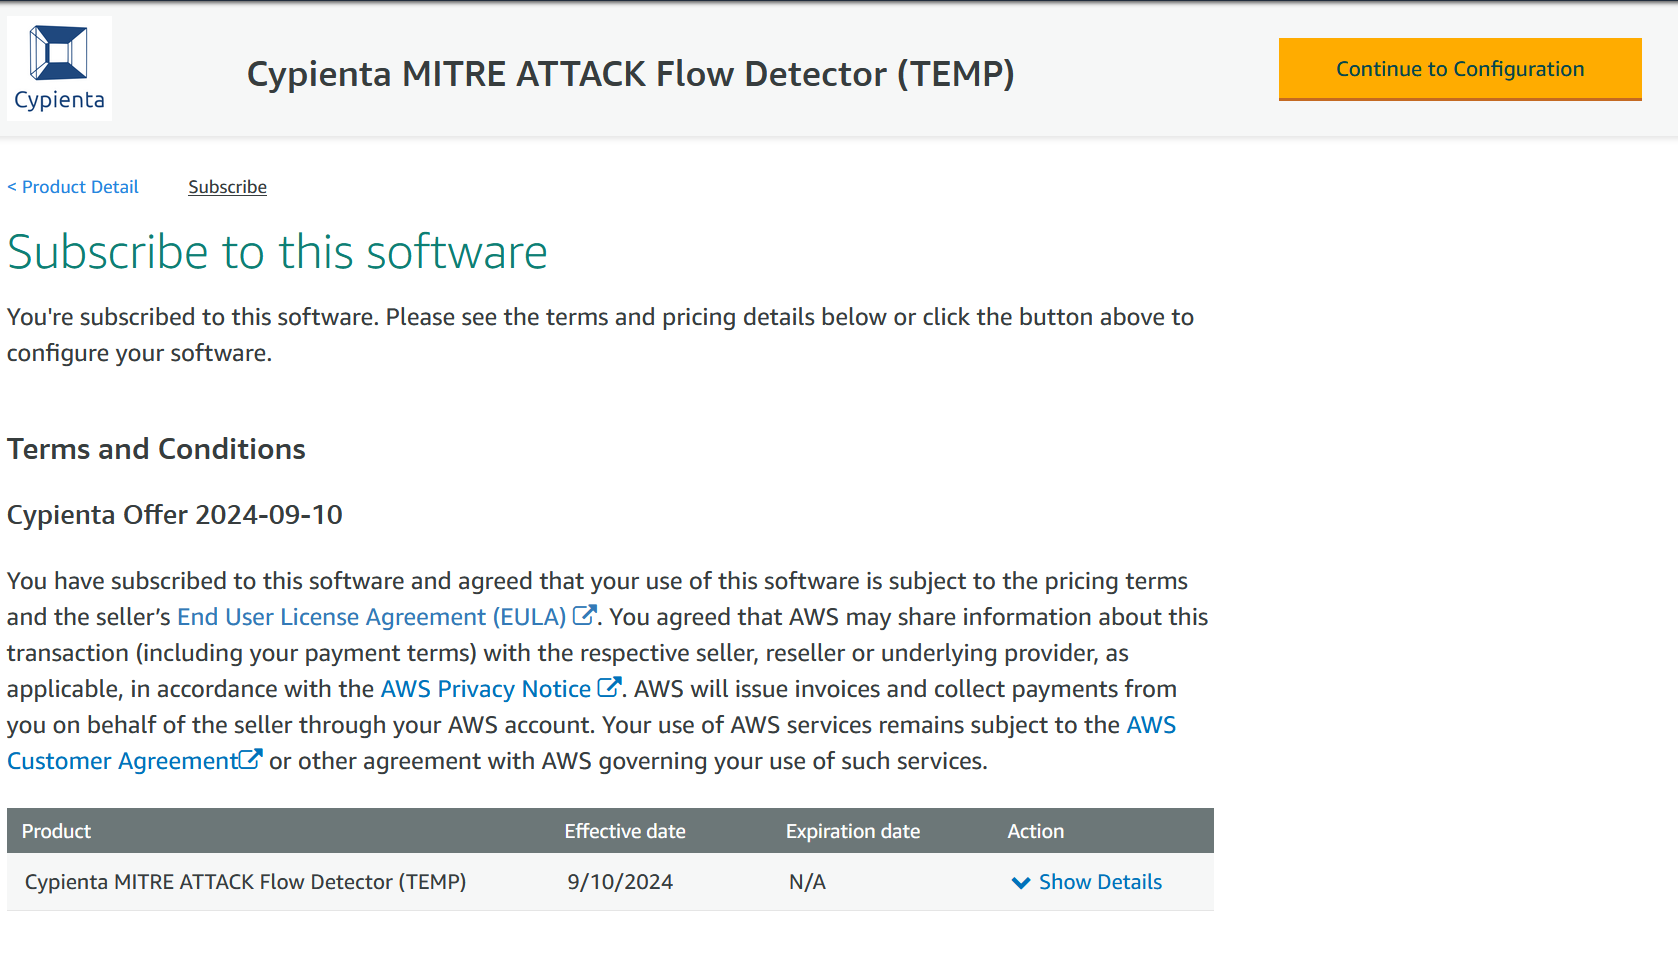 Cypienta
Cypienta MITRE ATTACK Flow Detector (TEMP)
Continue to Configuration
< Product Detail
Subscribe
Subscribe to this software
You're subscribed to this software. Please see the terms and pricing details below or click the button above to
configure your software.
Terms and Conditions
Cypienta Offer 2024-09-10
You have subscribed to this software and agreed that your use of this software is subject to the pricing terms
and the seller’s End User License Agreement (EULA). You agreed that AWS may share information about this
transaction (including your payment terms) with the respective seller, reseller or underlying provider, as
applicable, in accordance with the AWS Privacy Notice. AWS will issue invoices and collect payments from
you on behalf of the seller through your AWS account. Your use of AWS services remains subject to the AWS
Customer Agreement or other agreement with AWS governing your use of such services.
Product Effective date Expiration date Action
Cypienta MITRE ATTACK Flow Detector (TEMP) 9/10/2024 N/A Show Details